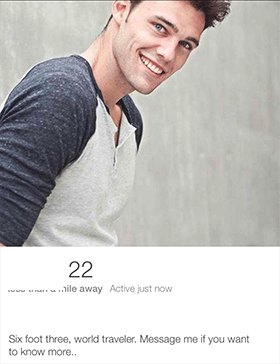 22
less than a mile away Active just now
Six foot three, world traveler. Message me if you want
to know more..